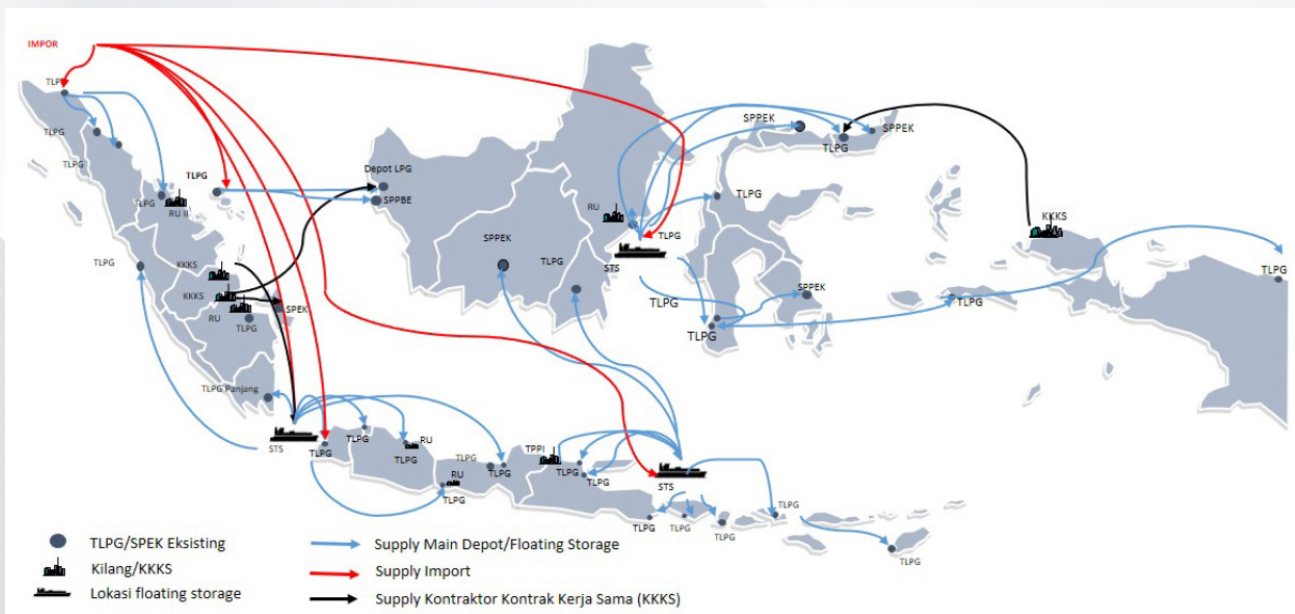 IMPOR
TLPG
TLPG
TLPG
TLPG
RU II
TLPG
Depot LPG
SPPBE
SPPEK
TLPG
RU
TLPG
STS
SPPEK
TLPG
SPPEK
TLPG
KKKS
TLPG
TLPG
SPPEK
TLPG
TLPG
TLPG
KKKS
KKKS
RU
TLPG
SPEK
TLPG Panjang
STS
TLPG
TLPG
RU
TLPG
RU
TLPG
TLPG
TLPG
TPPI
TLPG
TLPG
STS
TLPG
TLPG
TLPG
TLPG
TLPG
TLPG/SPEK Eksisting
Kilang/KKKS
Lokasi floating storage
Supply Main Depot/Floating Storage
Supply Import
Supply Kontraktor Kontrak Kerja Sama (KKKS)